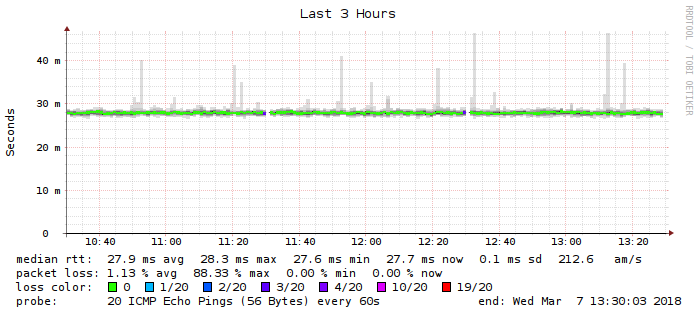 Last 3 Hours
RRDTOOL / TOBI OETIKER
Seconds
40 m
30 m
20 m
10 m
0
10:40 11:00 11:20 11:40 12:00 12:20 12:40 13:00 13:20
median rtt: 27.9 ms avg 28.3 ms max 27.6 ms min 27.7 ms now 0.1 ms sd 212.6 am/s
packet loss: 1.13 % avg 88.33 % max 0.00 % min 0.00 % now
loss color: 0 1/20 2/20 3/20 4/20 10/20 19/20
probe: 20 ICMP Echo Pings (56 Bytes) every 60s end: Wed Mar 7 13:30:03 2018